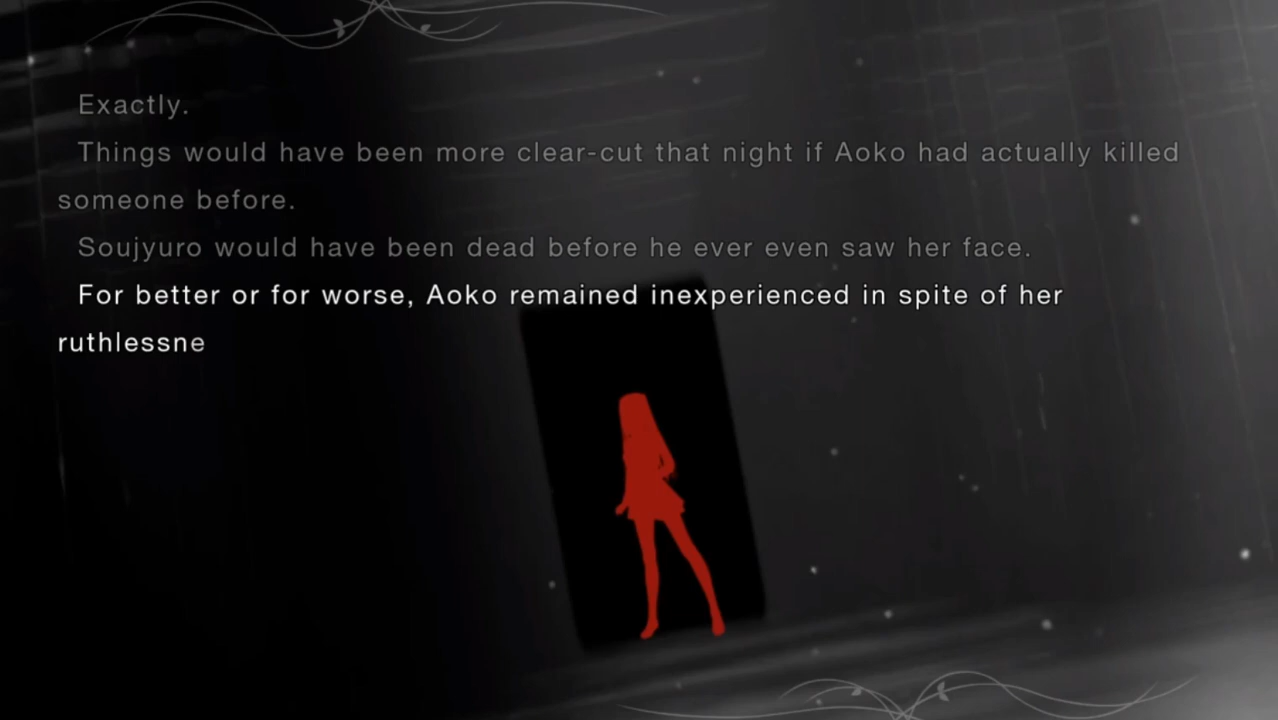 Exactly.
Things would have been more clear-cut that night if Aoko had actually killed
someone before.
Soujyuro would have been dead before he ever even saw her face.
For better or for worse, Aoko remained inexperienced in spite of her
ruthlessne